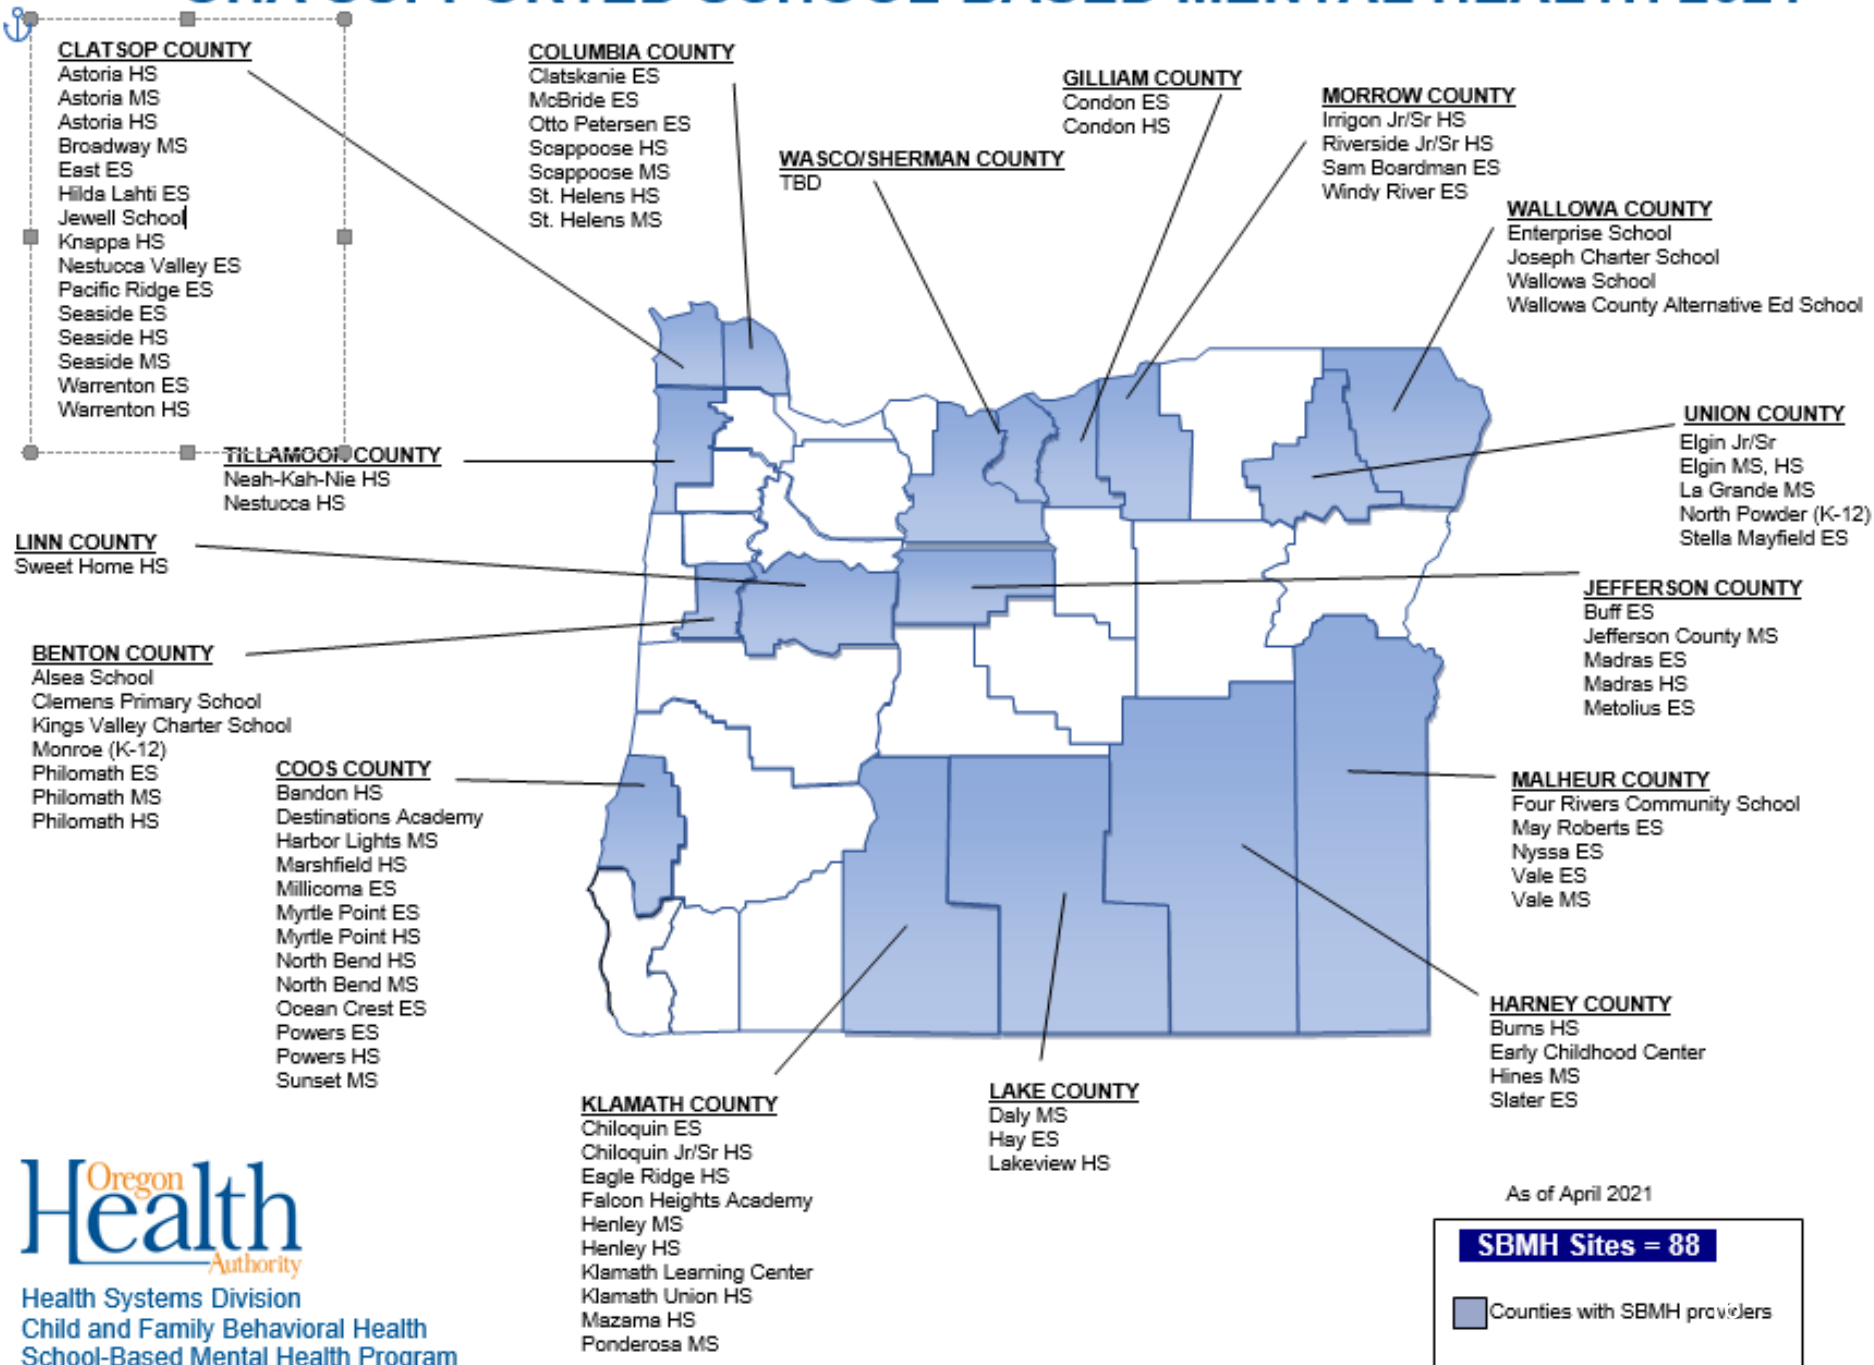 OHA SUPPORTED SCHOOL-BASED MENTAL HEALTH 2021
CLATSOP COUNTY
Astoria HS
Astoria MS
Astoria HS
Broadway MS
East ES
Hilda Lahti ES
Jewell School
Knappa HS
Nestucca Valley ES
Pacific Ridge ES
Seaside ES
Seaside HS
Seaside MS
Warrenton ES
Warrenton HS
COLUMBIA COUNTY
Clatskanie ES
McBride ES
Otto Petersen ES
Scappoose HS
Scappoose MS
St. Helens HS
St. Helens MS
WASCO/SHERMAN COUNTY
TBD
GILLIAM COUNTY
Condon ES
Condon HS
MORROW COUNTY
Irrigon Jr/Sr HS
Riverside Jr/Sr HS
Sam Boardman ES
Windy River ES
WALLOWA COUNTY
Enterprise School
Joseph Charter School
Wallowa School
Wallowa County Alternative Ed School
UNION COUNTY
Elgin Jr/Sr
Elgin MS, HS
La Grande MS
North Powder (K-12)
Stella Mayfield ES
TILLAMOOK COUNTY
Neah-Kah-Nie HS
Nestucca HS
LINN COUNTY
Sweet Home HS
JEFFERSON COUNTY
Buff ES
Jefferson County MS
Madras ES
Madras HS
Metolius ES
BENTON COUNTY
Alsea School
Clemens Primary School
Kings Valley Charter School
Monroe (K-12)
Philomath ES
Philomath MS
Philomath HS
COOS COUNTY
Bandon HS
Destinations Academy
Harbor Lights MS
Marshfield HS
Millicoma ES
Myrtle Point ES
Myrtle Point HS
North Bend HS
North Bend MS
Ocean Crest ES
Powers ES
Powers HS
Sunset MS
MALHEUR COUNTY
Four Rivers Community School
May Roberts ES
Nyssa ES
Vale ES
Vale MS
HARNEY COUNTY
Burns HS
Early Childhood Center
Hines MS
Slater ES
KLAMATH COUNTY
Chiloquin ES
Chiloquin Jr/Sr HS
Eagle Ridge HS
Falcon Heights Academy
Henley MS
Henley HS
Klamath Learning Center
Klamath Union HS
Mazama HS
Ponderosa MS
LAKE COUNTY
Daly MS
Hay ES
Lakeview HS
Oregon
Health
Authority
Health Systems Division
Child and Family Behavioral Health
School-Based Mental Health Program
As of April 2021
SBMH Sites = 88
Counties with SBMH providers